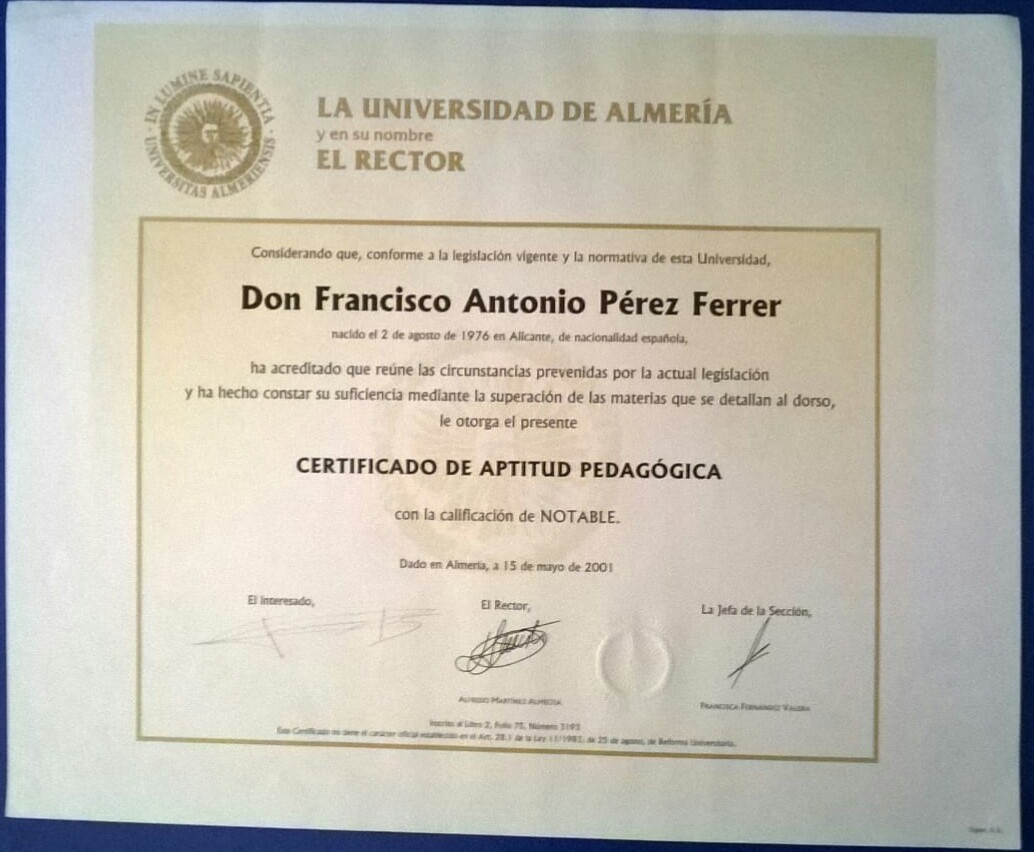 IN LUMINE SAPIENTIA
UNIVERSITAS ALMERIENSIS
LA UNIVERSIDAD DE ALMERÍA
y en su nombre
EL RECTOR
Considerando que, conforme a la legislación vigente y la normativa de esta Universidad,
Don Francisco Antonio Pérez Ferrer
nacido el 2 de agosto de 1976 en Alicante, de nacionalidad española,
ha acreditado que reúne las circunstancias prevenidas por la actual legislación
y ha hecho constar su suficiencia mediante la superación de las materias que se detallan al dorso,
le otorga el presente
CERTIFICADO DE APTITUD PEDAGÓGICA
con la calificación de NOTABLE.
Dado en Almería, a 15 de mayo de 2001
El Interesado,
El Rector,
La Jefa de la Sección,
ALFREDO MARTÍNEZ ALMÉCIJA
FRANCISCA FERNÁNDEZ VALERA
Inscrito al Libro 2, Folio 75, Número 3193
Este Certificado no tiene el carácter oficial establecido en el Art. 28.1 de la Ley 11/1983, de 25 de agosto, de Reforma Universitaria.